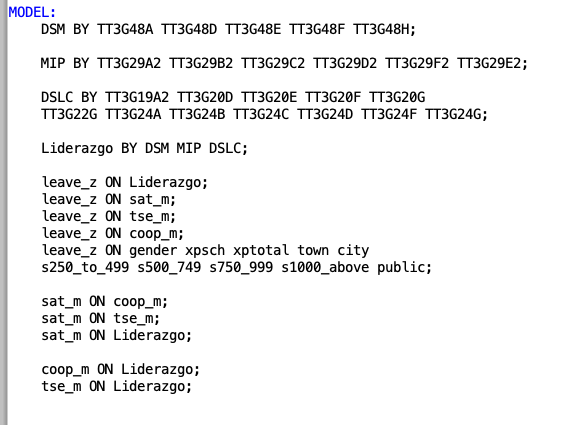 MODEL:
DSM BY TT3G48A TT3G48D TT3G48E TT3G48F TT3G48H;
MIP BY TT3G29A2 TT3G29B2 TT3G29C2 TT3G29D2 TT3G29F2 TT3G29E2;
DSLC BY TT3G19A2 TT3G20D TT3G20E TT3G20F TT3G20G
TT3G22G TT3G24A TT3G24B TT3G24C TT3G24D TT3G24F TT3G24G;
Liderazgo BY DSM MIP DSLC;
leave_z ON Liderazgo;
leave_z ON sat_m;
leave_z ON tse_m;
leave_z ON coop_m;
leave_z ON gender xpsch xptotal town city
s250_to_499 s500_749 s750_999 s1000_above public;
sat_m ON coop_m;
sat_m ON tse_m;
sat_m ON Liderazgo;
coop_m ON Liderazgo;
tse_m ON Liderazgo;